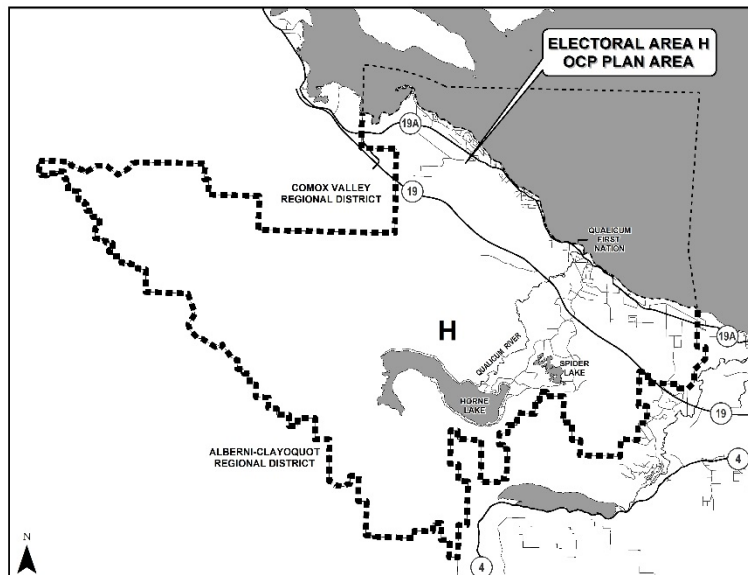 ELECTORAL AREA H
OCP PLAN AREA
19A
COMOX VALLEY
REGIONAL DISTRICT
19
QUALICUM
FIRST
NATION
H
QUALICUM RIVER
SPIDER
LAKE
19A
HORNE
LAKE
19
ALBERNI-CLAYOQUOT
REGIONAL DISTRICT
4
H
N
4